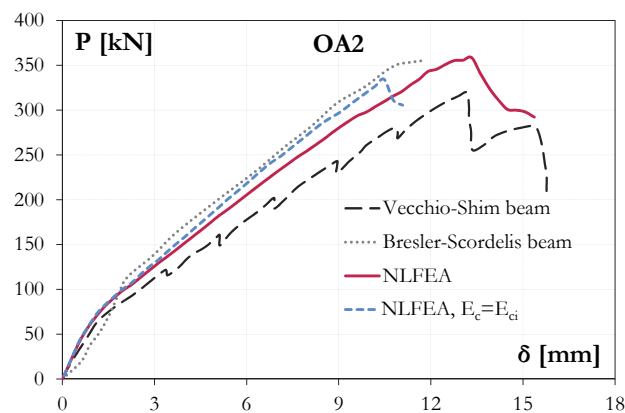 P [kN]
OA2
400
350
300
250
200
150
100
50
0
Vecchio-Shim beam
Bresler-Scordelis beam
NLFEA
NLFEA, Ec=Eci
δ [mm]
0 3 6 9 12 15 18